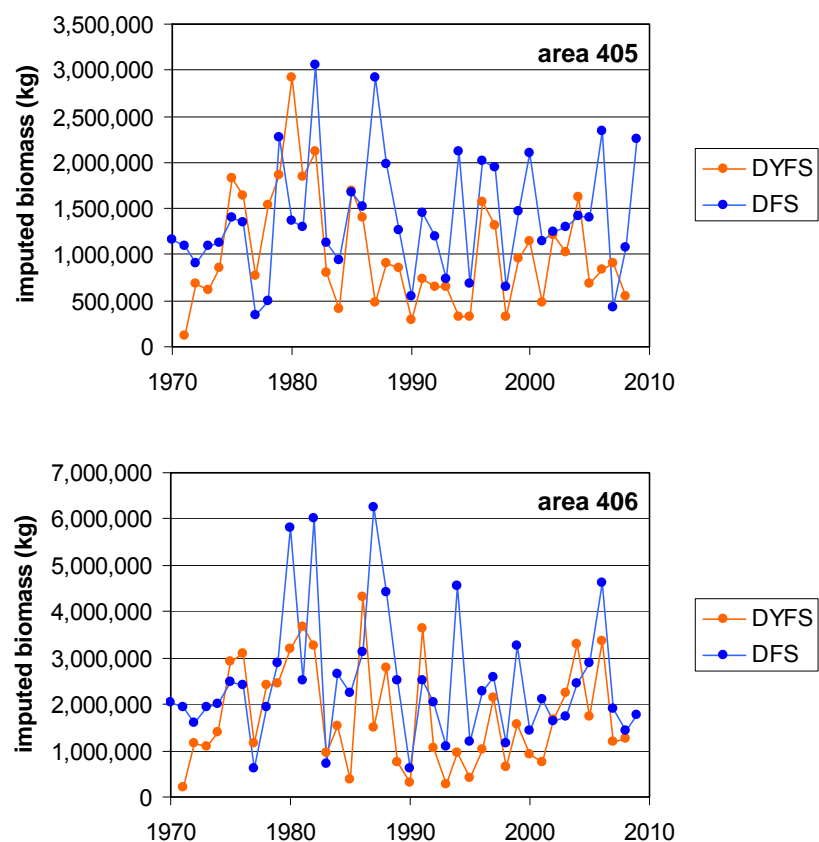 3,500,000
3,000,000
2,500,000
2,000,000
1,500,000
1,000,000
500,000
0
imputed biomass (kg)
area 405
1970 1980 1990 2000 2010
DYFS
DFS
7,000,000
6,000,000
5,000,000
4,000,000
3,000,000
2,000,000
1,000,000
0
imputed biomass (kg)
area 406
1970 1980 1990 2000 2010
DYFS
DFS